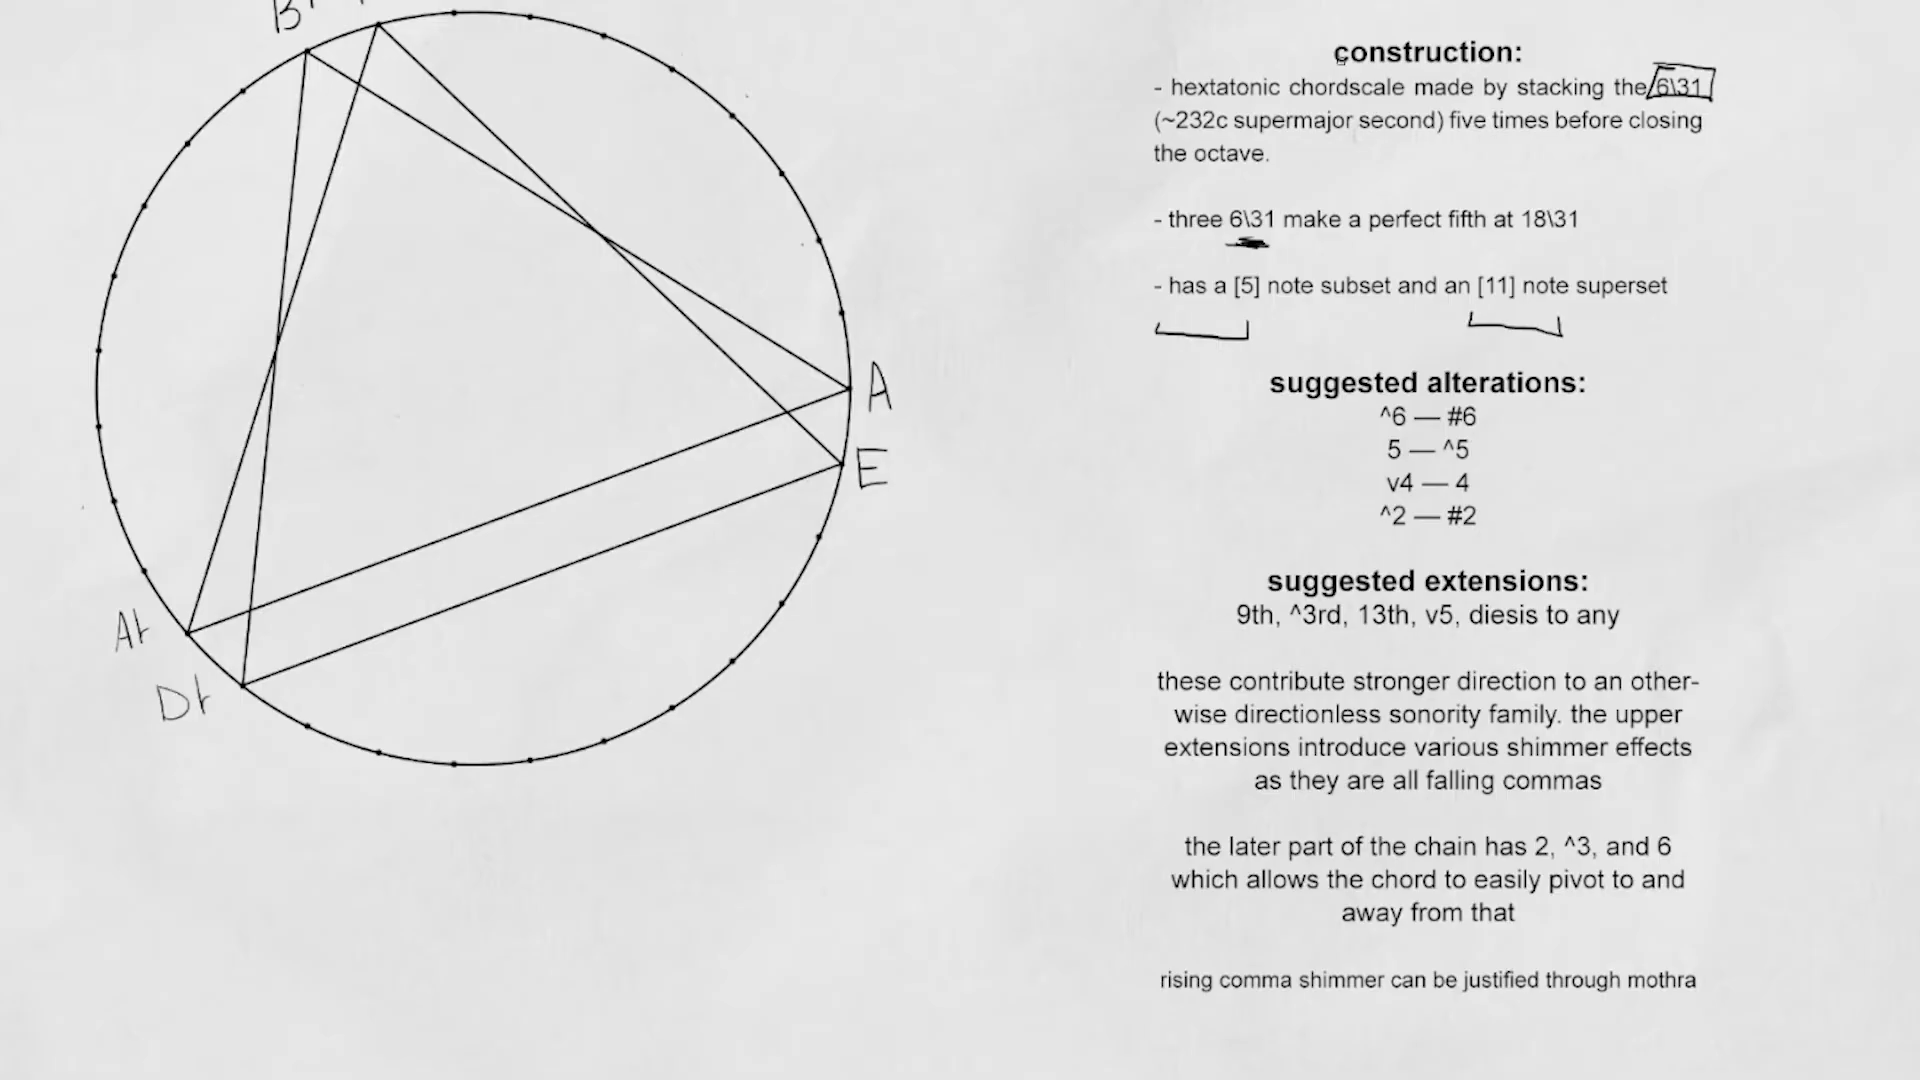 construction:
- hextatonic chordscale made by stacking the 6\31
(~232c supermajor second) five times before closing
the octave.
- three 6\31 make a perfect fifth at 18\31
- has a [5] note subset and an [11] note superset
suggested alterations:
^6 — #6
5 — ^5
v4 — 4
^2 — #2
suggested extensions:
9th, ^3rd, 13th, v5, diesis to any
these contribute stronger direction to an other-
wise directionless sonority family. the upper
extensions introduce various shimmer effects
as they are all falling commas
the later part of the chain has 2, ^3, and 6
which allows the chord to easily pivot to and
away from that
rising comma shimmer can be justified through mothra
A
E
A
D